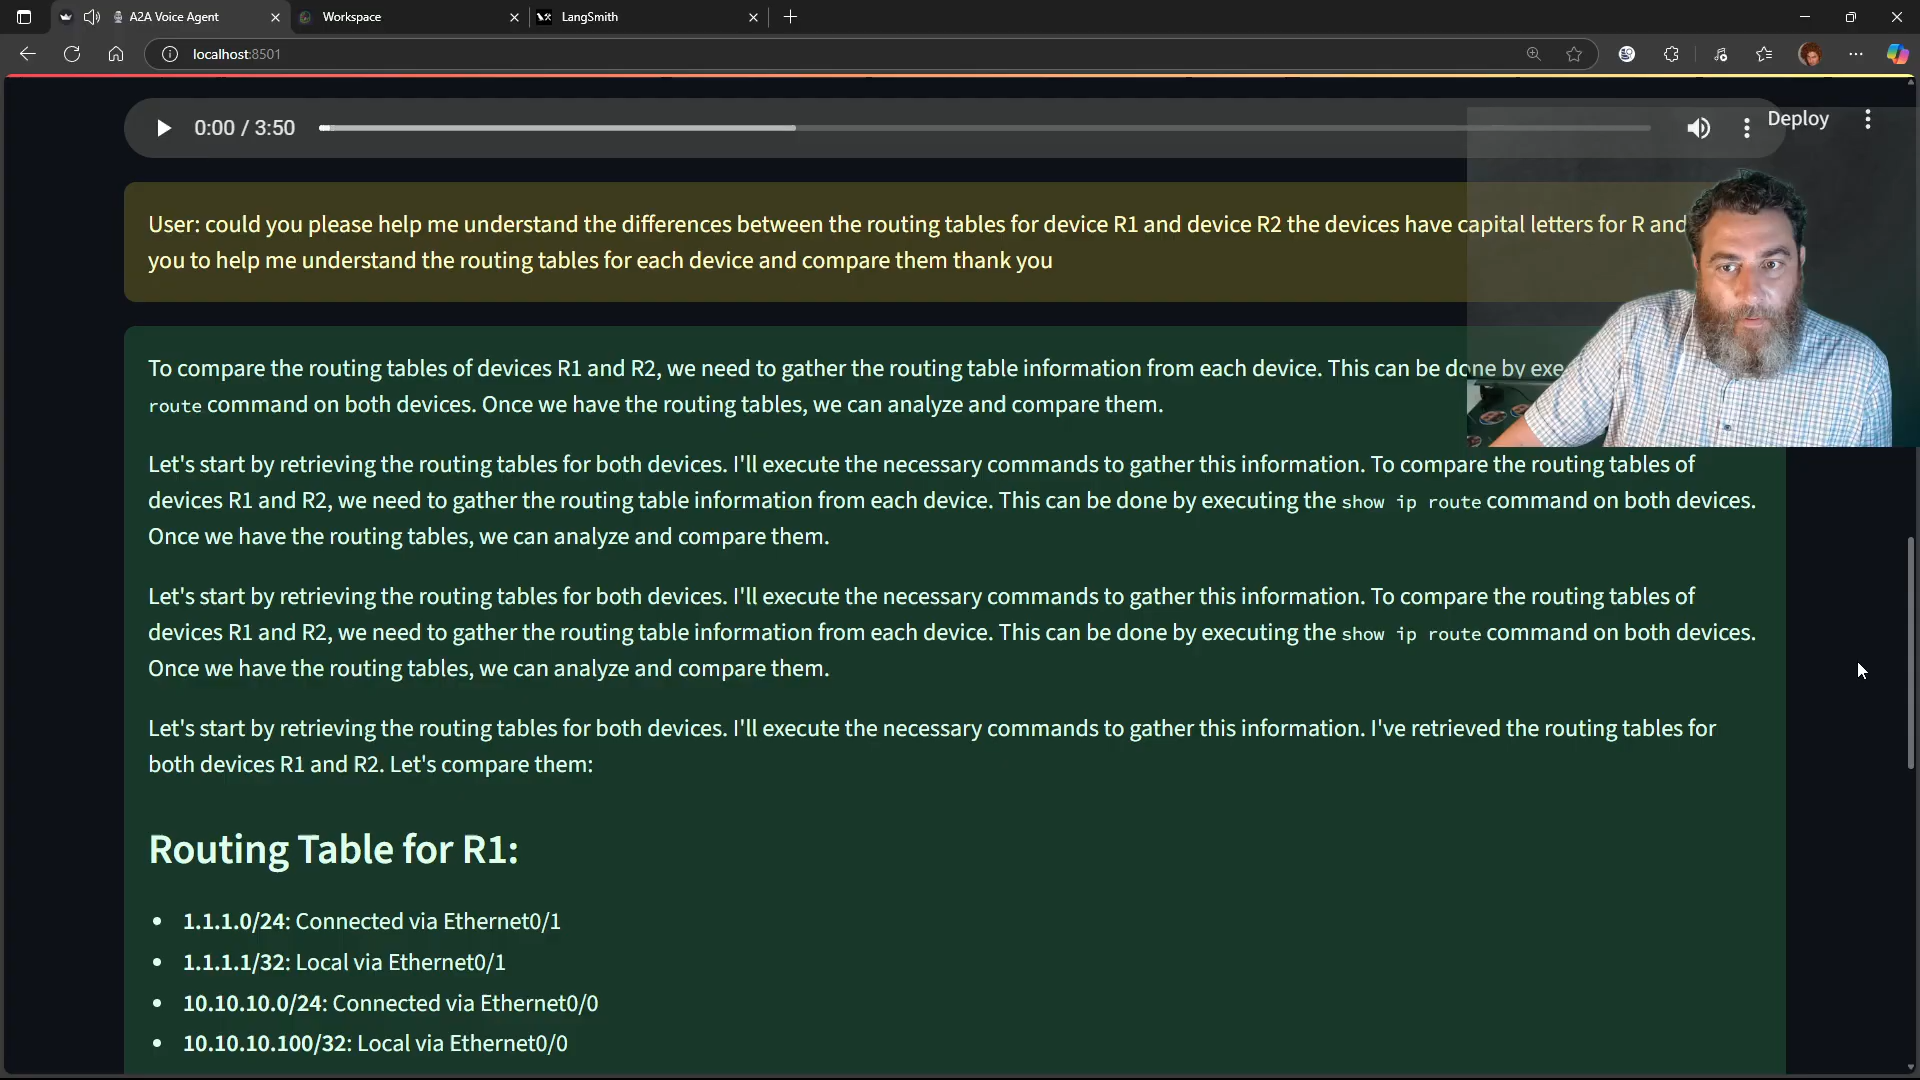 A2A Voice Agent
Workspace
LangSmith
localhost:8501
0:00 / 3:50
Deploy
User: could you please help me understand the differences between the routing tables for device R1 and device R2 the devices have capital letters for R and
you to help me understand the routing tables for each device and compare them thank you
To compare the routing tables of devices R1 and R2, we need to gather the routing table information from each device. This can be done by exe
route command on both devices. Once we have the routing tables, we can analyze and compare them.
Let's start by retrieving the routing tables for both devices. I'll execute the necessary commands to gather this information. To compare the routing tables of
devices R1 and R2, we need to gather the routing table information from each device. This can be done by executing the show ip route command on both devices.
Once we have the routing tables, we can analyze and compare them.
Let's start by retrieving the routing tables for both devices. I'll execute the necessary commands to gather this information. To compare the routing tables of
devices R1 and R2, we need to gather the routing table information from each device. This can be done by executing the show ip route command on both devices.
Once we have the routing tables, we can analyze and compare them.
Let's start by retrieving the routing tables for both devices. I'll execute the necessary commands to gather this information. I've retrieved the routing tables for
both devices R1 and R2. Let's compare them:
Routing Table for R1:
1.1.1.0/24: Connected via Ethernet0/1
1.1.1.1/32: Local via Ethernet0/1
10.10.10.0/24: Connected via Ethernet0/0
10.10.10.100/32: Local via Ethernet0/0